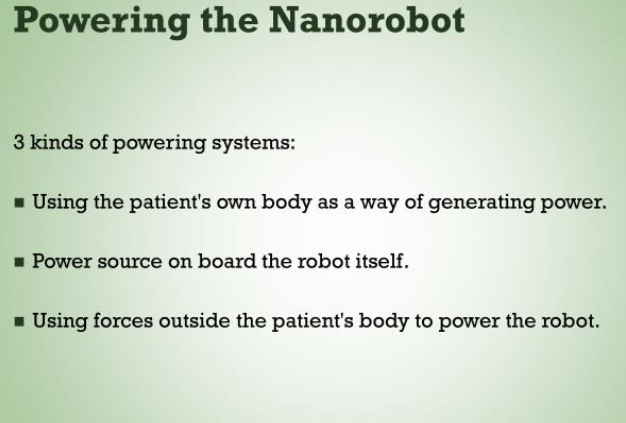 Powering the Nanorobot
3 kinds of powering systems:
▪ Using the patient's own body as a way of generating power.
▪ Power source on board the robot itself.
▪ Using forces outside the patient's body to power the robot.